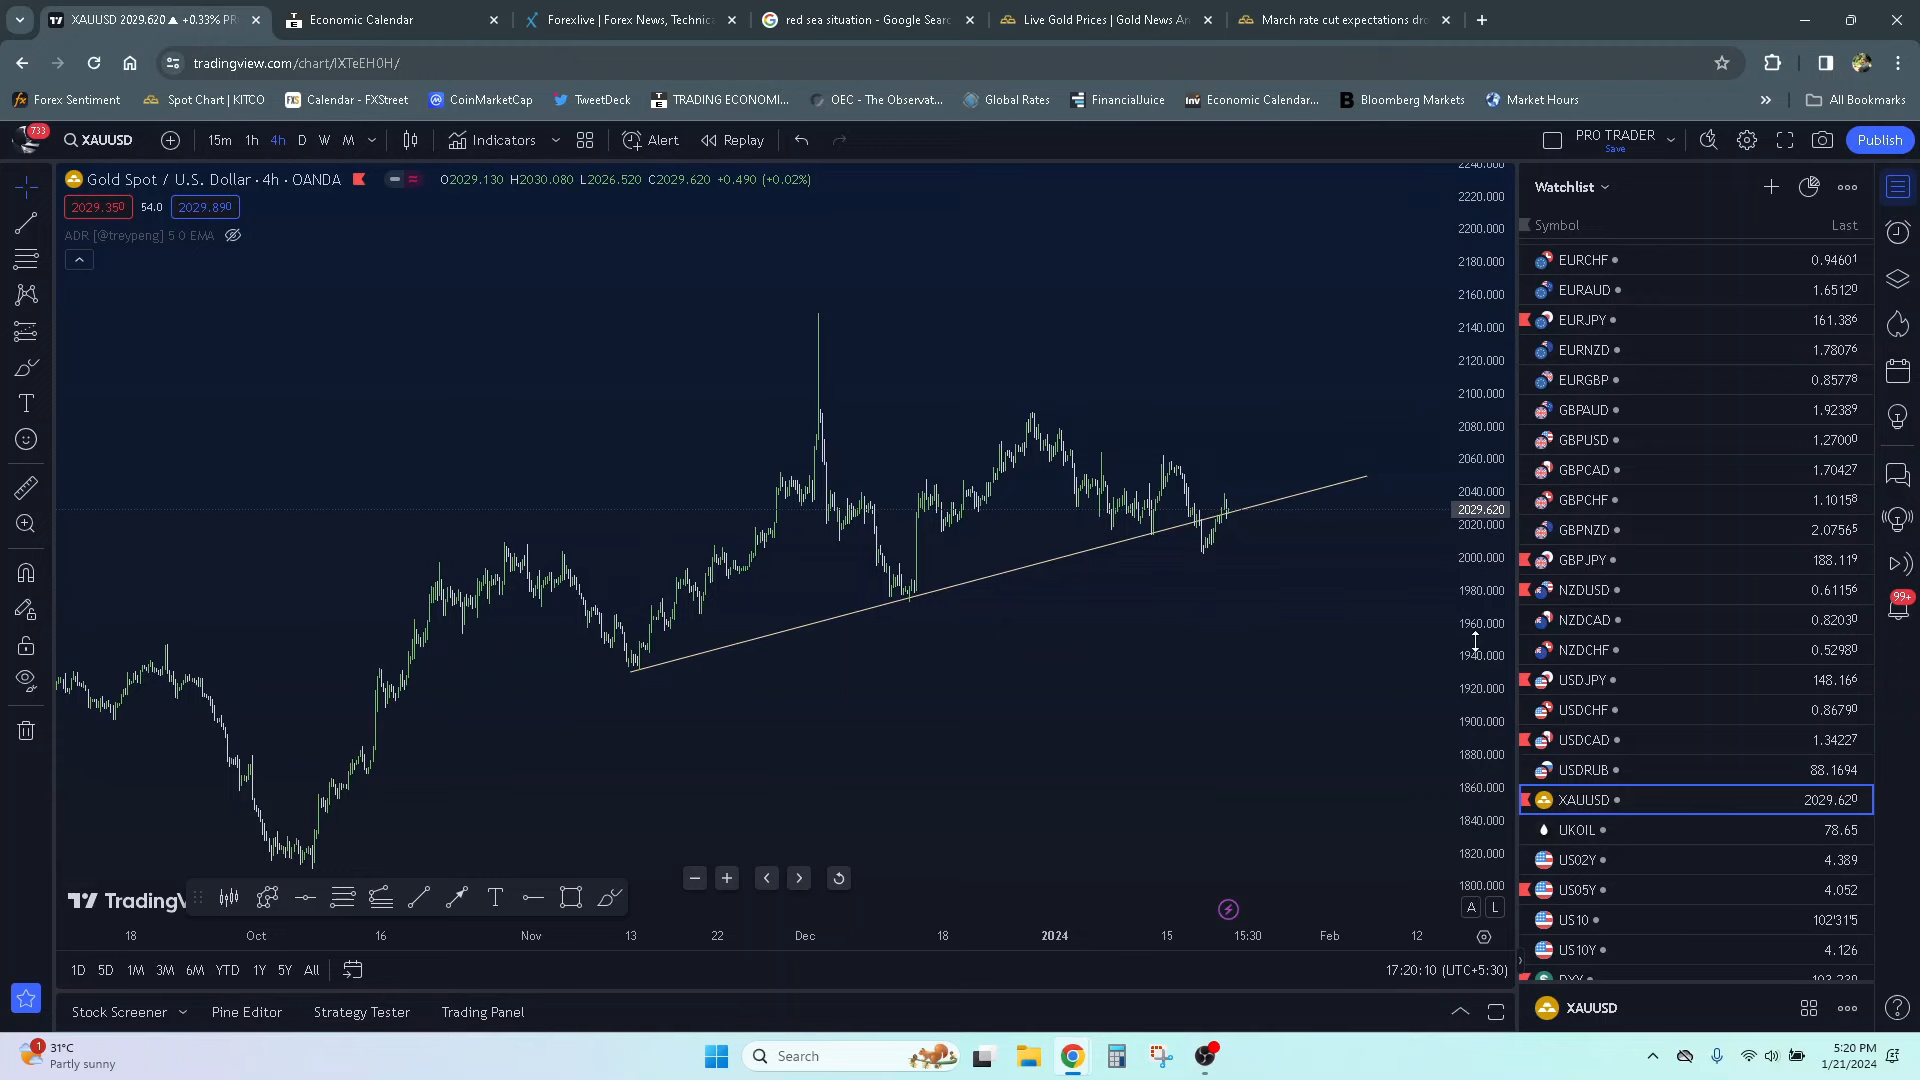 XAUUSD 2029.620 ▲ +0.33% PR
Economic Calendar
Forexlive | Forex News, Technica
red sea situation - Google Searc
Live Gold Prices | Gold News An
March rate cut expectations dro
tradingview.com/chart/lXTeEH0H/
Forex Sentiment
Spot Chart | KITCO
Calendar - FXStreet
CoinMarketCap
TweetDeck
TRADING ECONOMI...
OEC - The Observat...
Global Rates
FinancialJuice
Economic Calendar...
Bloomberg Markets
Market Hours
All Bookmarks
733
XAUUSD
15m 1h 4h D W M
Indicators
Alert
Replay
PRO TRADER
Save
Publish
Gold Spot / U.S. Dollar · 4h · OANDA
O2029.130 H2030.080 L2026.520 C2029.620 +0.490 (+0.02%)
2029.350 54.0 2029.890
ADR [@treypeng] 5 0 EMA
2240.000
2220.000
2200.000
2180.000
2160.000
2140.000
2120.000
2100.000
2080.000
2060.000
2040.000
2029.620
2020.000
2000.000
1980.000
1960.000
1940.000
1920.000
1900.000
1880.000
1860.000
1840.000
1820.000
1800.000
A L
TradingV
18 Oct 16 Nov 13 22 Dec 18 2024 15 15:30 Feb 12
1D 5D 1M 3M 6M YTD 1Y 5Y All
17:20:10 (UTC+5:30)
Stock Screener
Pine Editor
Strategy Tester
Trading Panel
Watchlist
Symbol Last
EURCHF 0.94601
EURAUD 1.65120
EURJPY 161.386
EURNZD 1.78076
EURGBP 0.85778
GBPAUD 1.92389
GBPUSD 1.27000
GBPCAD 1.70427
GBPCHF 1.10158
GBPNZD 2.07565
GBPJPY 188.119
NZDUSD 0.61156
NZDCAD 0.82030
NZDCHF 0.52980
USDJPY 148.166
USDCHF 0.86790
USDCAD 1.34227
USDRUB 88.1694
XAUUSD 2029.620
UKOIL 78.65
US02Y 4.389
US05Y 4.052
US10 102'31'5
US10Y 4.126
DXY 103.230
XAUUSD
99+
1
31°C
Partly sunny
Search
5:20 PM
1/21/2024